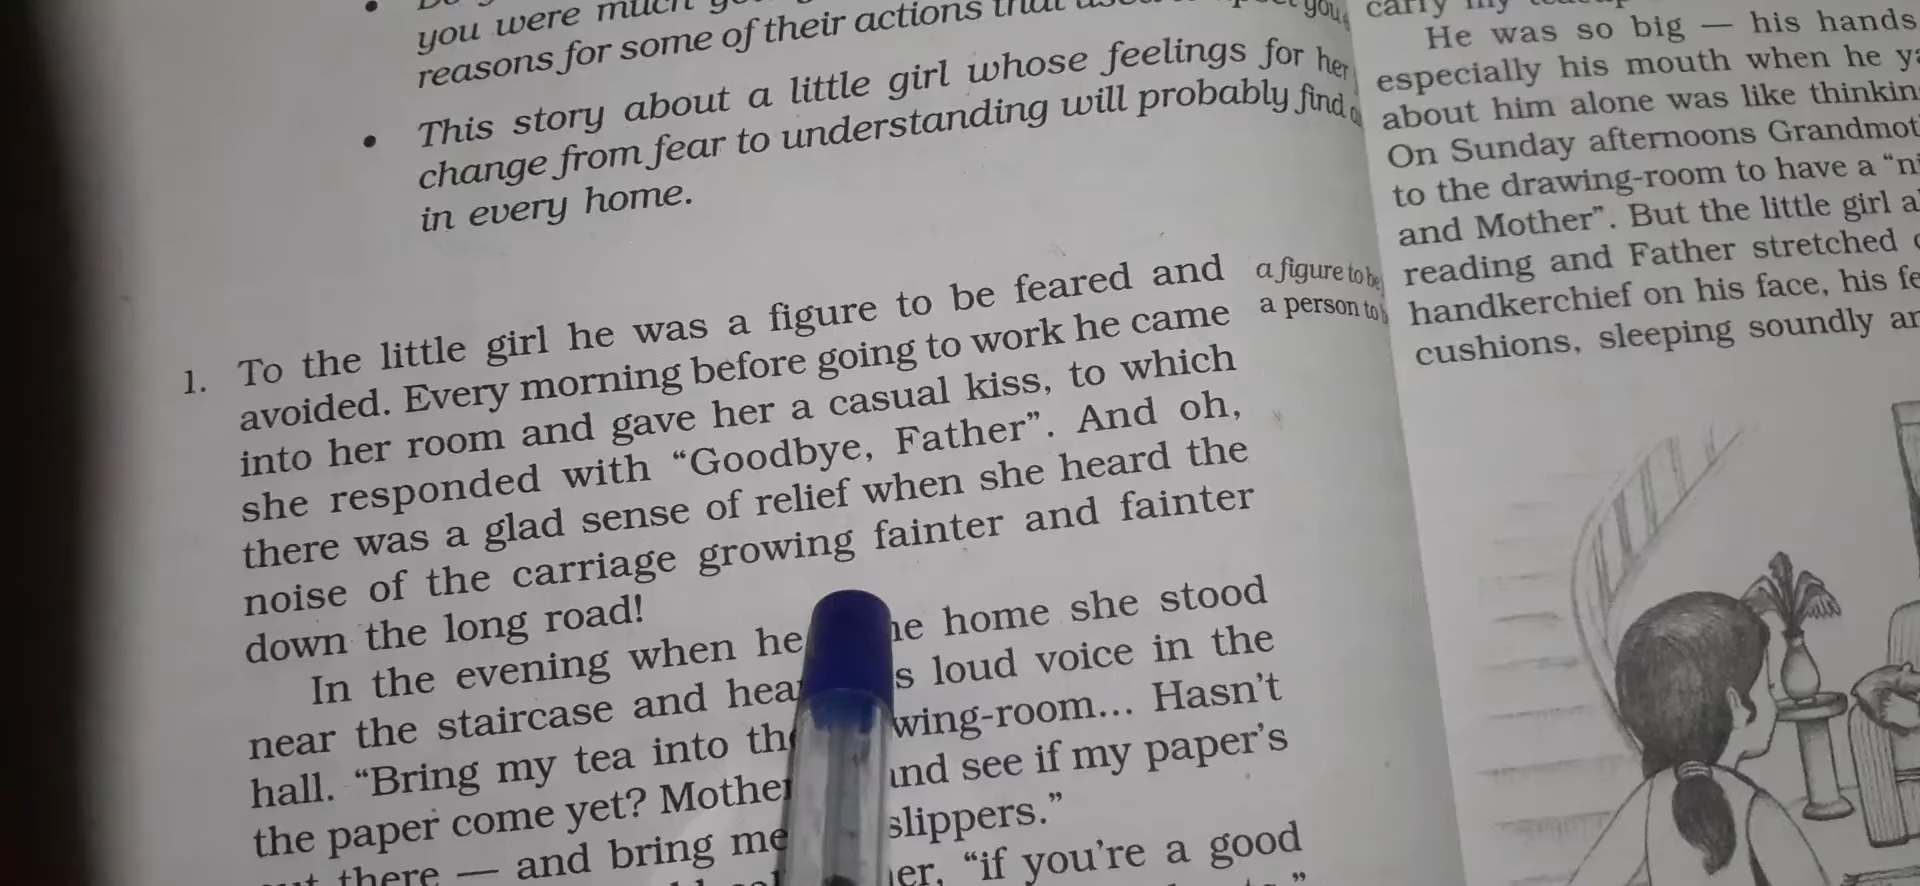 you were much
reasons for some of their actions that
• This story about a little girl whose feelings for her
change from fear to understanding will probably find
in every home.
1. To the little girl he was a figure to be feared and
avoided. Every morning before going to work he came
into her room and gave her a casual kiss, to which
she responded with “Goodbye, Father”. And oh,
there was a glad sense of relief when she heard the
noise of the carriage growing fainter and fainter
down the long road!
In the evening when he home she stood
near the staircase and loud voice in the
hall. “Bring my tea into wing-room... Hasn't
the paper come yet? Mother and see if my paper's
there — and bring me slippers.”
“if you're a good
a figure to be
a person to
carry my
He was so big — his hands
especially his mouth when he
about him alone was like
On Sunday afternoons
to the drawing-room to have a
and Mother”. But the little girl
reading and Father stretched
handkerchief on his face, his
cushions, sleeping soundly